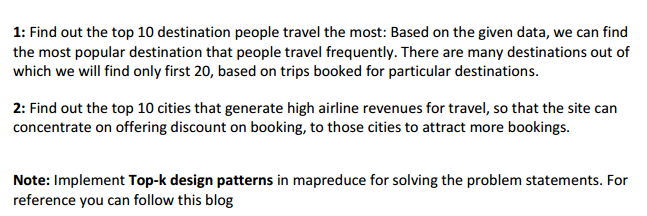 1: Find out the top 10 destination people travel the most: Based on the given data, we can find
the most popular destination that people travel frequently. There are many destinations out of
which we will find only first 20, based on trips booked for particular destinations.
2: Find out the top 10 cities that generate high airline revenues for travel, so that the site can
concentrate on offering discount on booking, to those cities to attract more bookings.
Note: Implement Top-k design patterns in mapreduce for solving the problem statements. For
reference you can follow this blog